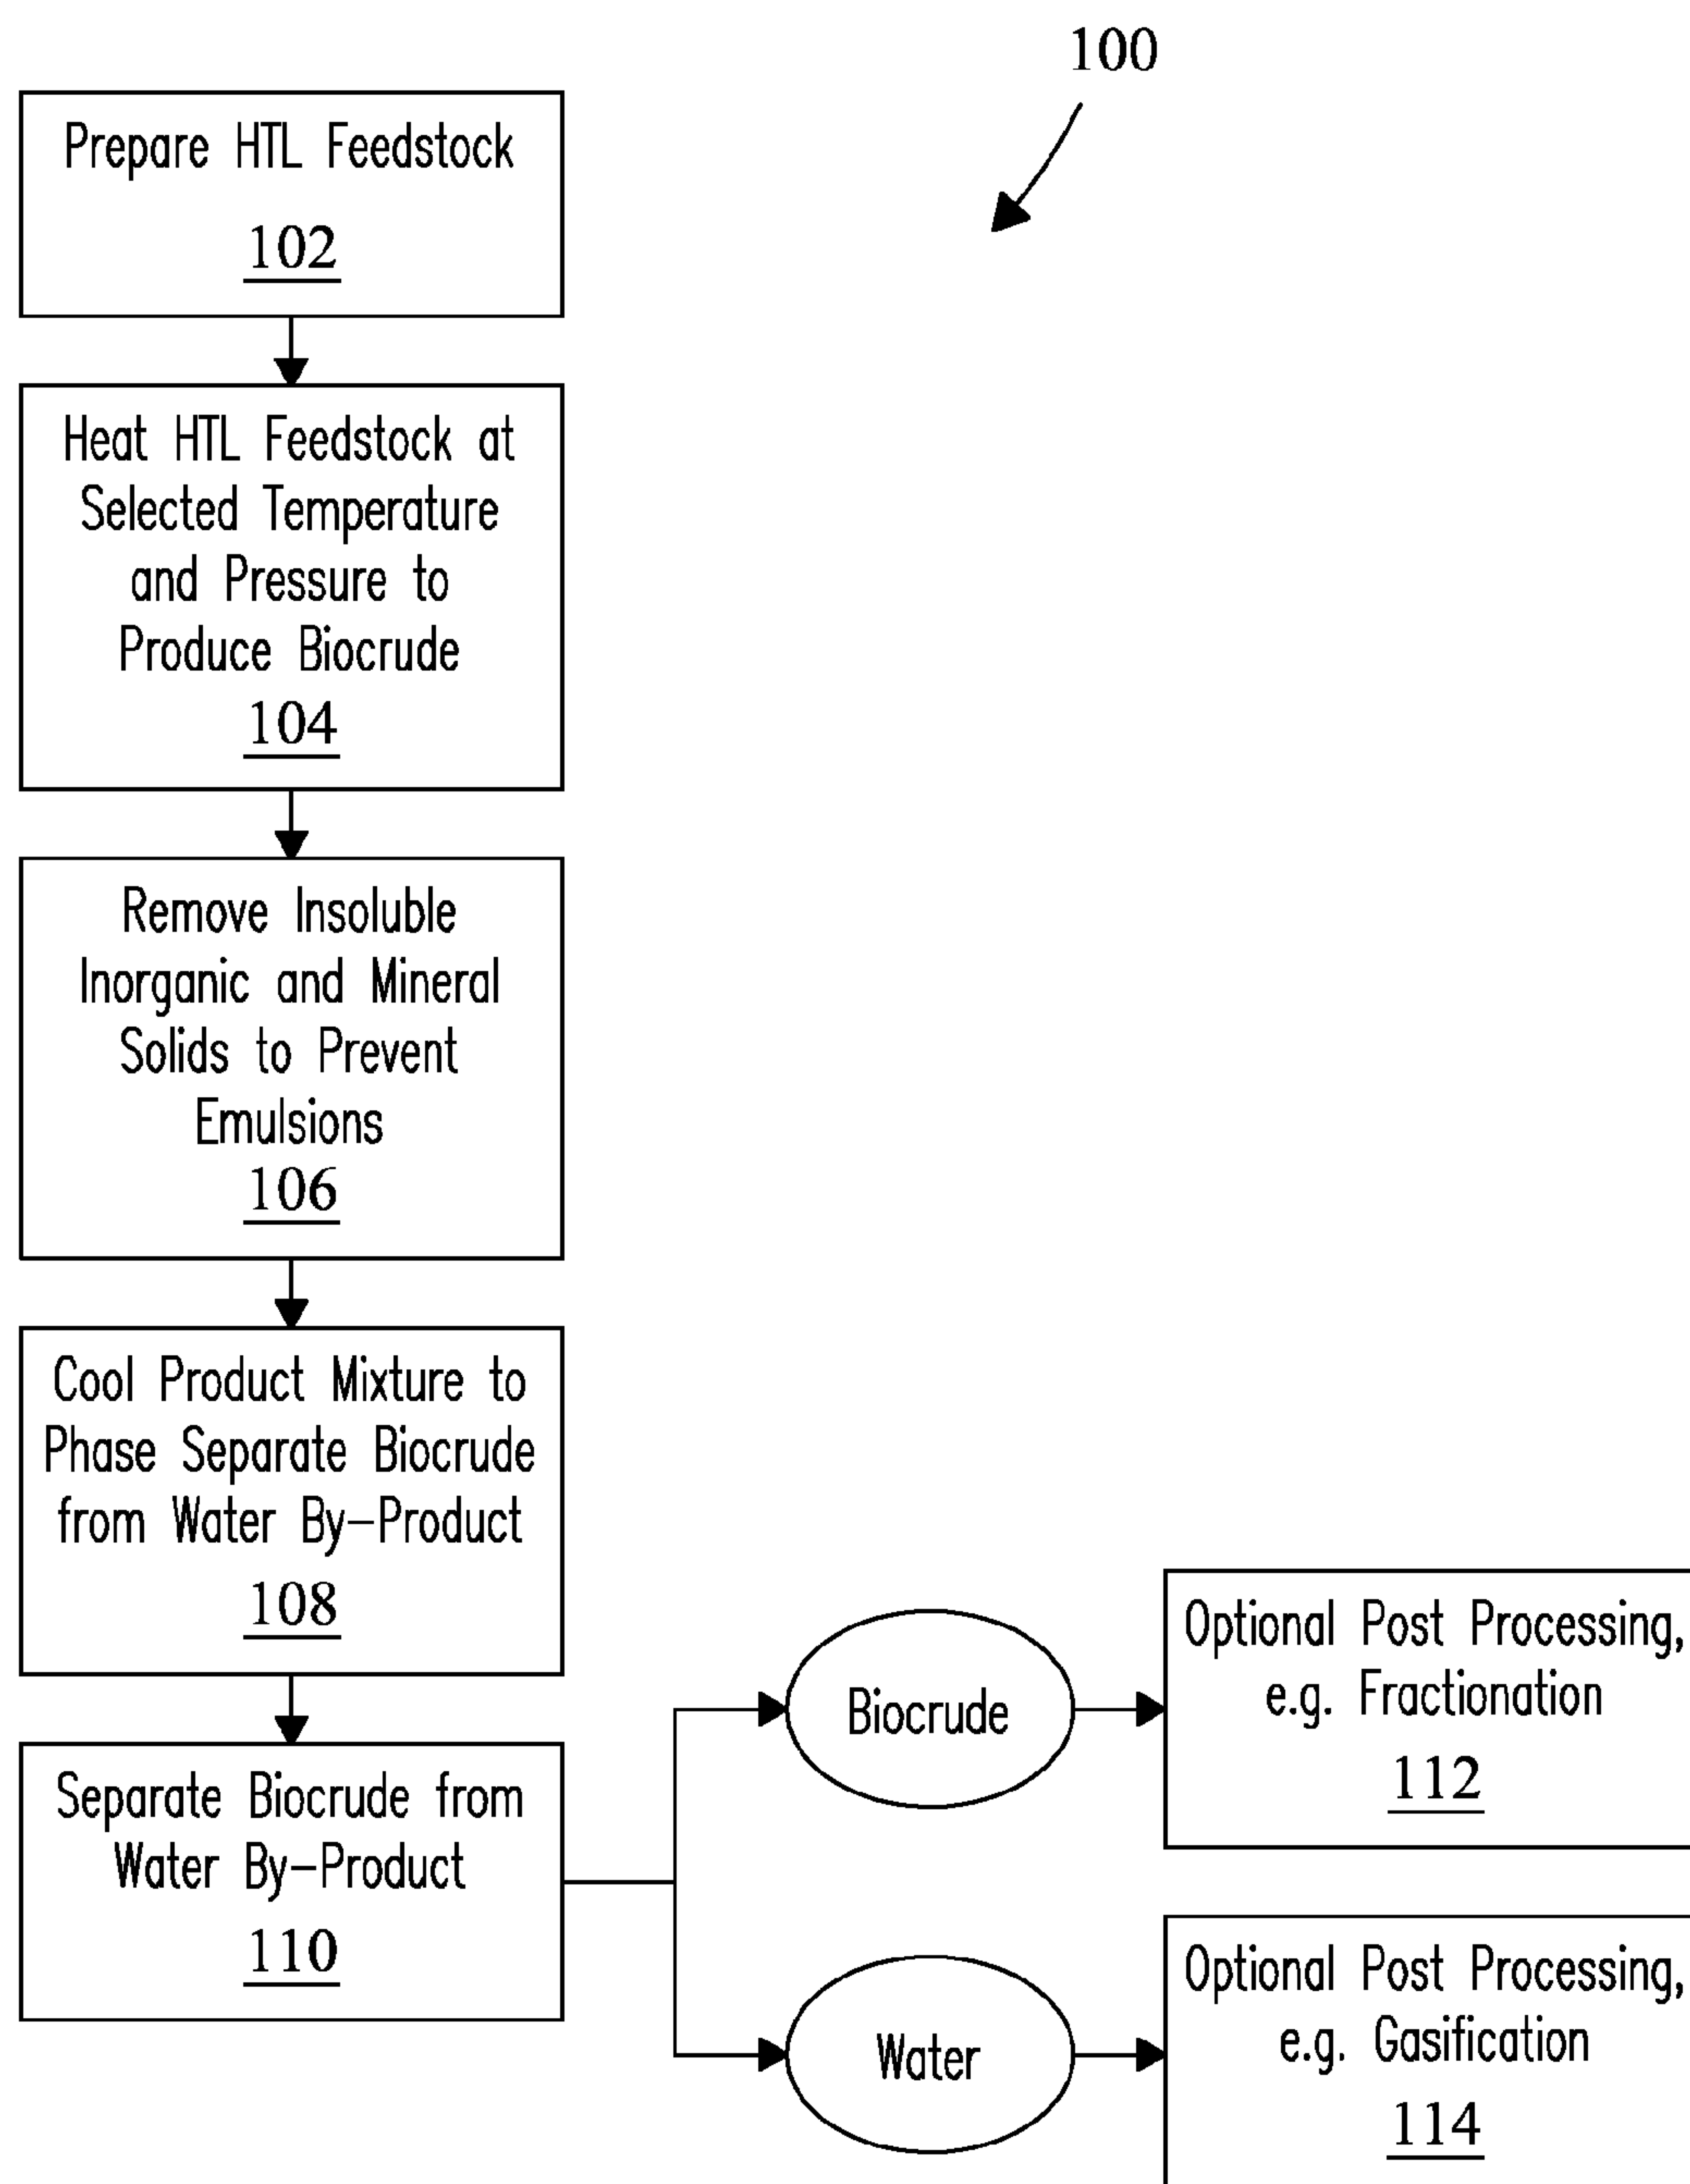 100
Prepare HTL Feedstock
102
Heat HTL Feedstock at
Selected Temperature
and Pressure to
Produce Biocrude
104
Remove Insoluble
Inorganic and Mineral
Solids to Prevent
Emulsions
106
Cool Product Mixture to
Phase Separate Biocrude
from Water By-Product
108
Separate Biocrude from
Water By-Product
110
Biocrude
Optional Post Processing,
e.g. Fractionation
112
Water
Optional Post Processing,
e.g. Gasification
114